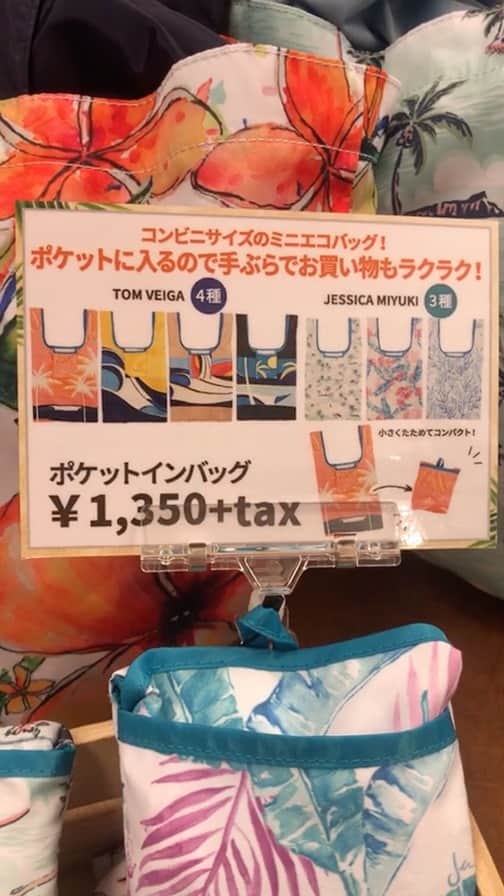 コンビニサイズのミニエコバッグ！
ポケットに入るので手ぶらでお買い物もラクラク！
TOM VEIGA 4種
JESSICA MIYUKI 3種
小さくたためてコンパクト！
ポケットインバッグ
￥1,350+tax